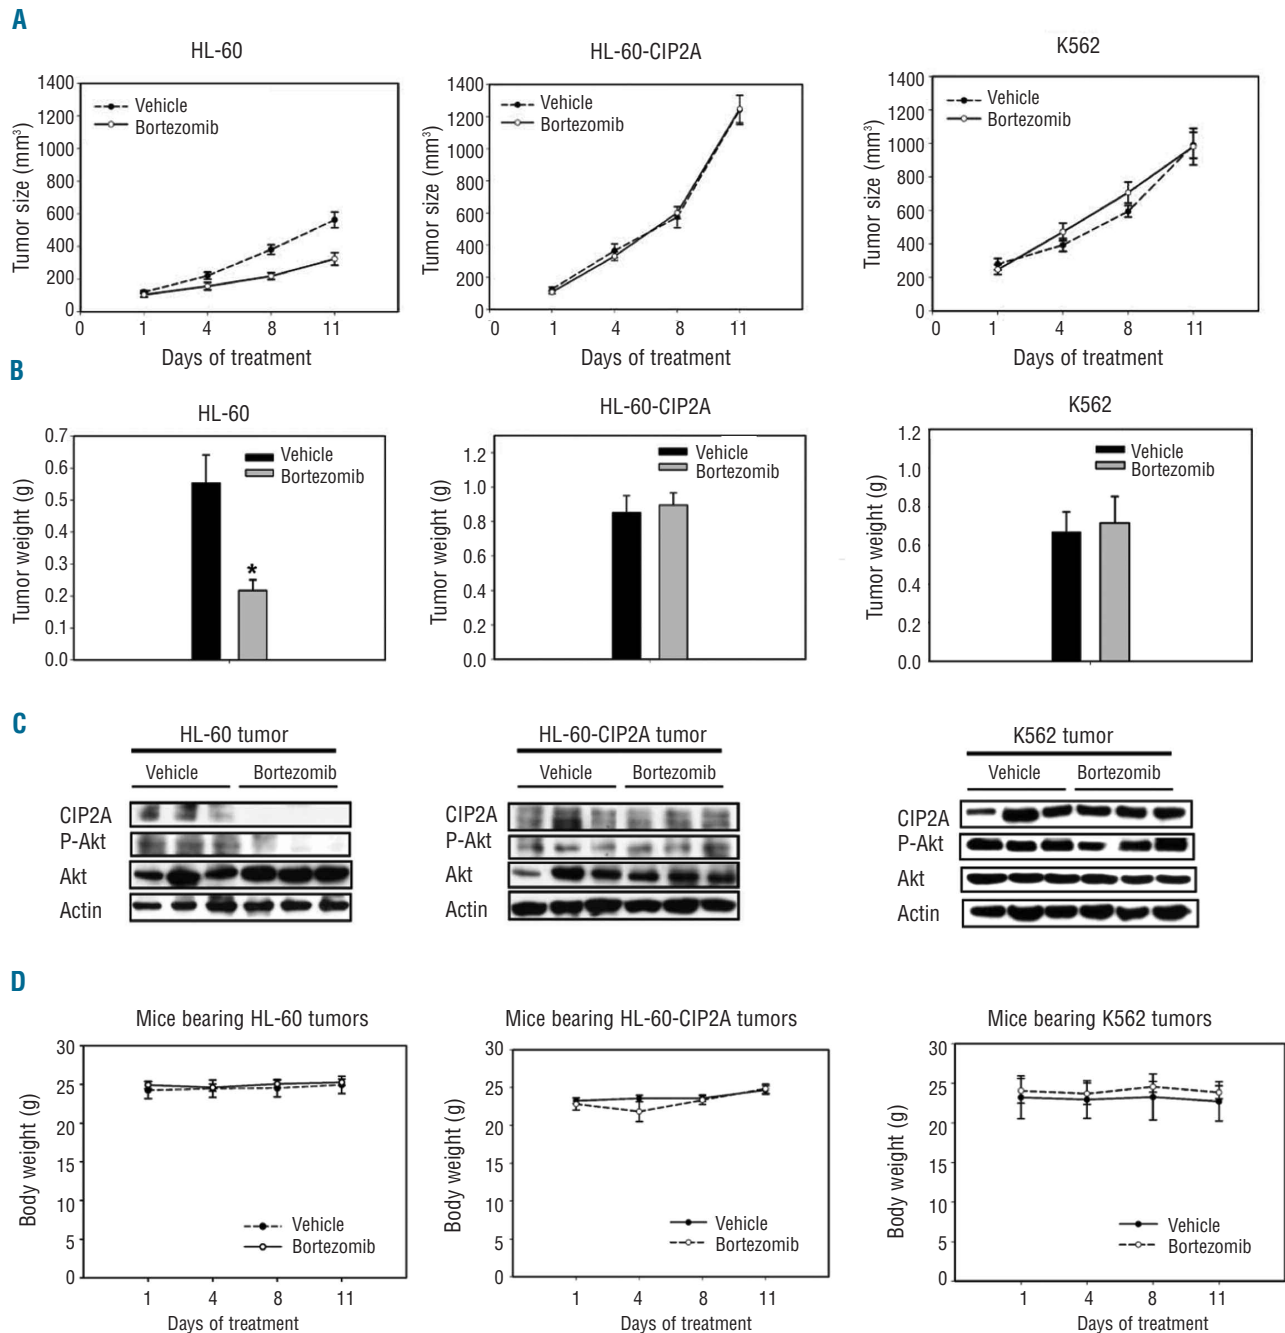 A
HL-60
1400
1200
1000
800
600
400
200
0
Tumor size (mm³)
Vehicle
Bortezomib
0 1 4 8 11
Days of treatment
HL-60-CIP2A
1400
1200
1000
800
600
400
200
0
Tumor size (mm³)
Vehicle
Bortezomib
0 1 4 8 11
Days of treatment
K562
1400
1200
1000
800
600
400
200
0
Tumor size (mm³)
Vehicle
Bortezomib
0 1 4 8 11
Days of treatment
B
HL-60
0.7
0.6
0.5
0.4
0.3
0.2
0.1
0.0
Tumor weight (g)
Vehicle
Bortezomib
*
HL-60-CIP2A
1.2
1.0
0.8
0.6
0.4
0.2
0.0
Tumor weight (g)
Vehicle
Bortezomib
K562
1.2
1.0
0.8
0.6
0.4
0.2
0.0
Tumor weight (g)
Vehicle
Bortezomib
C
HL-60 tumor
Vehicle Bortezomib
CIP2A
P-Akt
Akt
Actin
HL-60-CIP2A tumor
Vehicle Bortezomib
CIP2A
P-Akt
Akt
Actin
K562 tumor
Vehicle Bortezomib
CIP2A
P-Akt
Akt
Actin
D
Mice bearing HL-60 tumors
30
25
20
15
10
5
0
Body weight (g)
Vehicle
Bortezomib
1 4 8 11
Days of treatment
Mice bearing HL-60-CIP2A tumors
30
25
20
15
10
5
0
Body weight (g)
Vehicle
Bortezomib
1 4 8 11
Days of treatment
Mice bearing K562 tumors
30
25
20
15
10
5
0
Body weight (g)
Vehicle
Bortezomib
1 4 8 11
Days of treatment